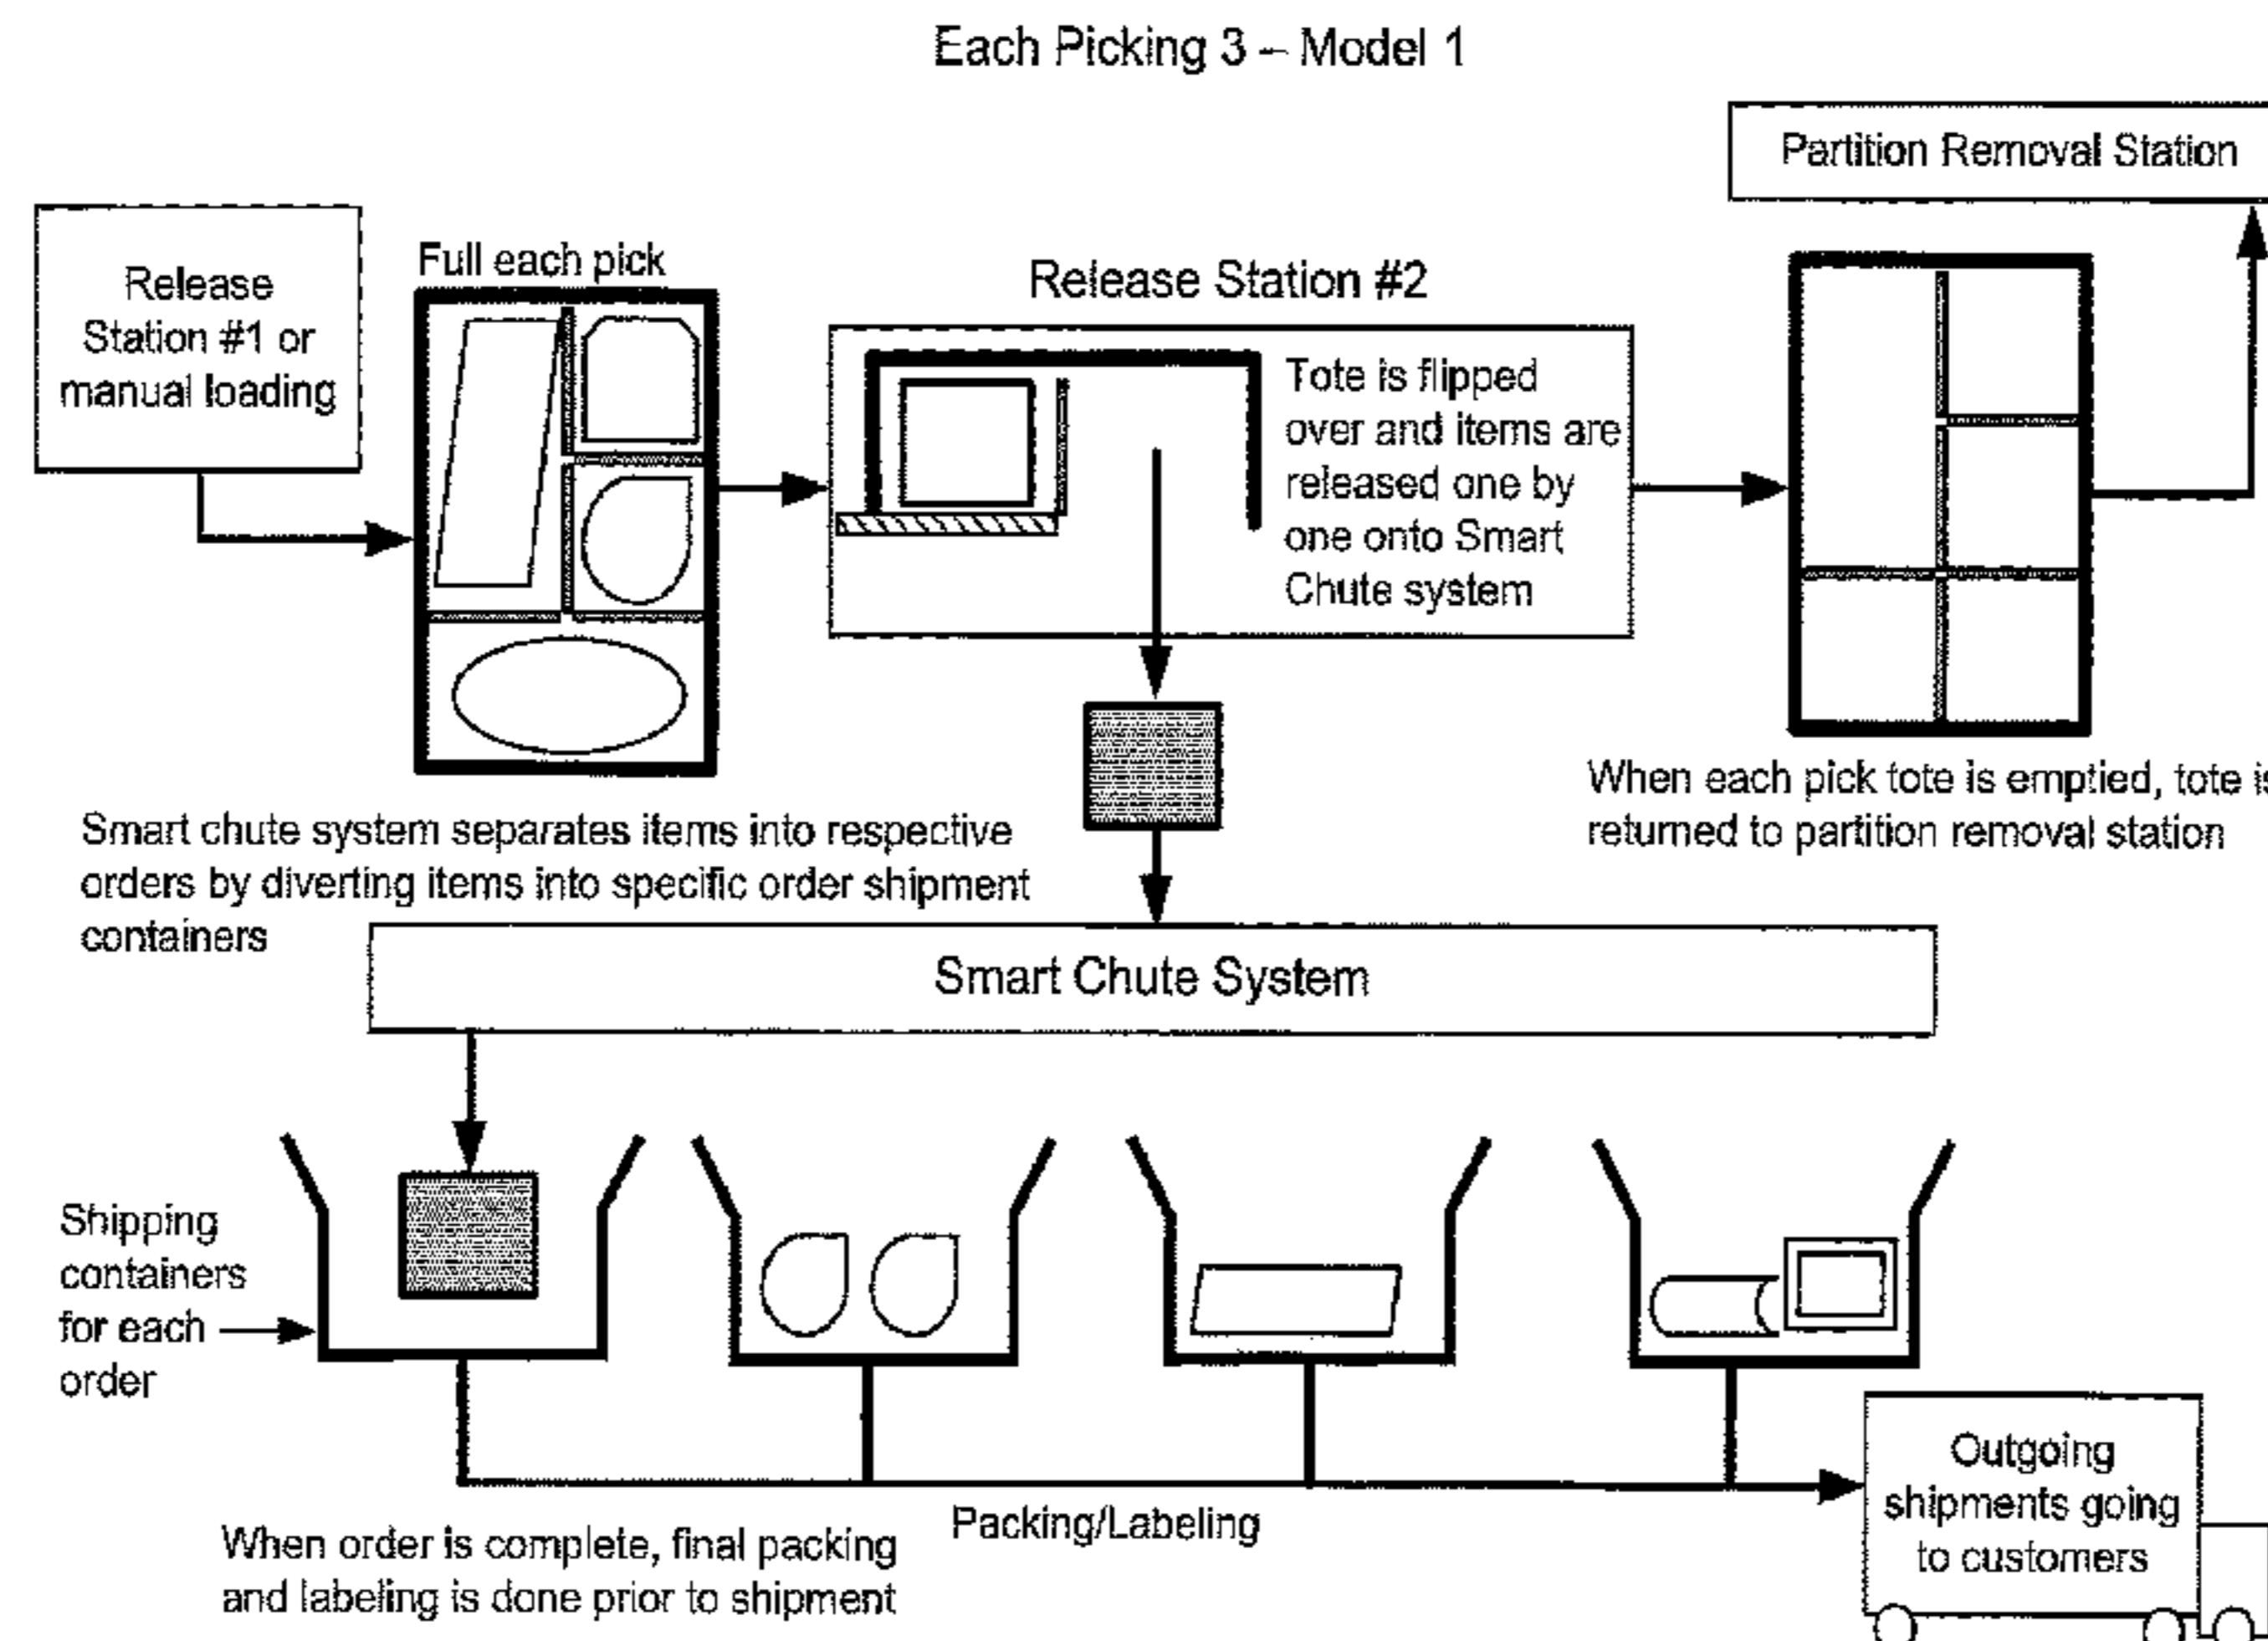 Each Picking 3 – Model 1
Partition Removal Station
Release
Station #1 or
manual loading
Full each pick
Release Station #2
Tote is flipped
over and items are
released one by
one onto Smart
Chute system
When each pick tote is emptied, tote is
returned to partition removal station
Smart chute system separates items into respective
orders by diverting items into specific order shipment
containers
Smart Chute System
Shipping
containers
for each
order
Packing/Labeling
When order is complete, final packing
and labeling is done prior to shipment
Outgoing
shipments going
to customers